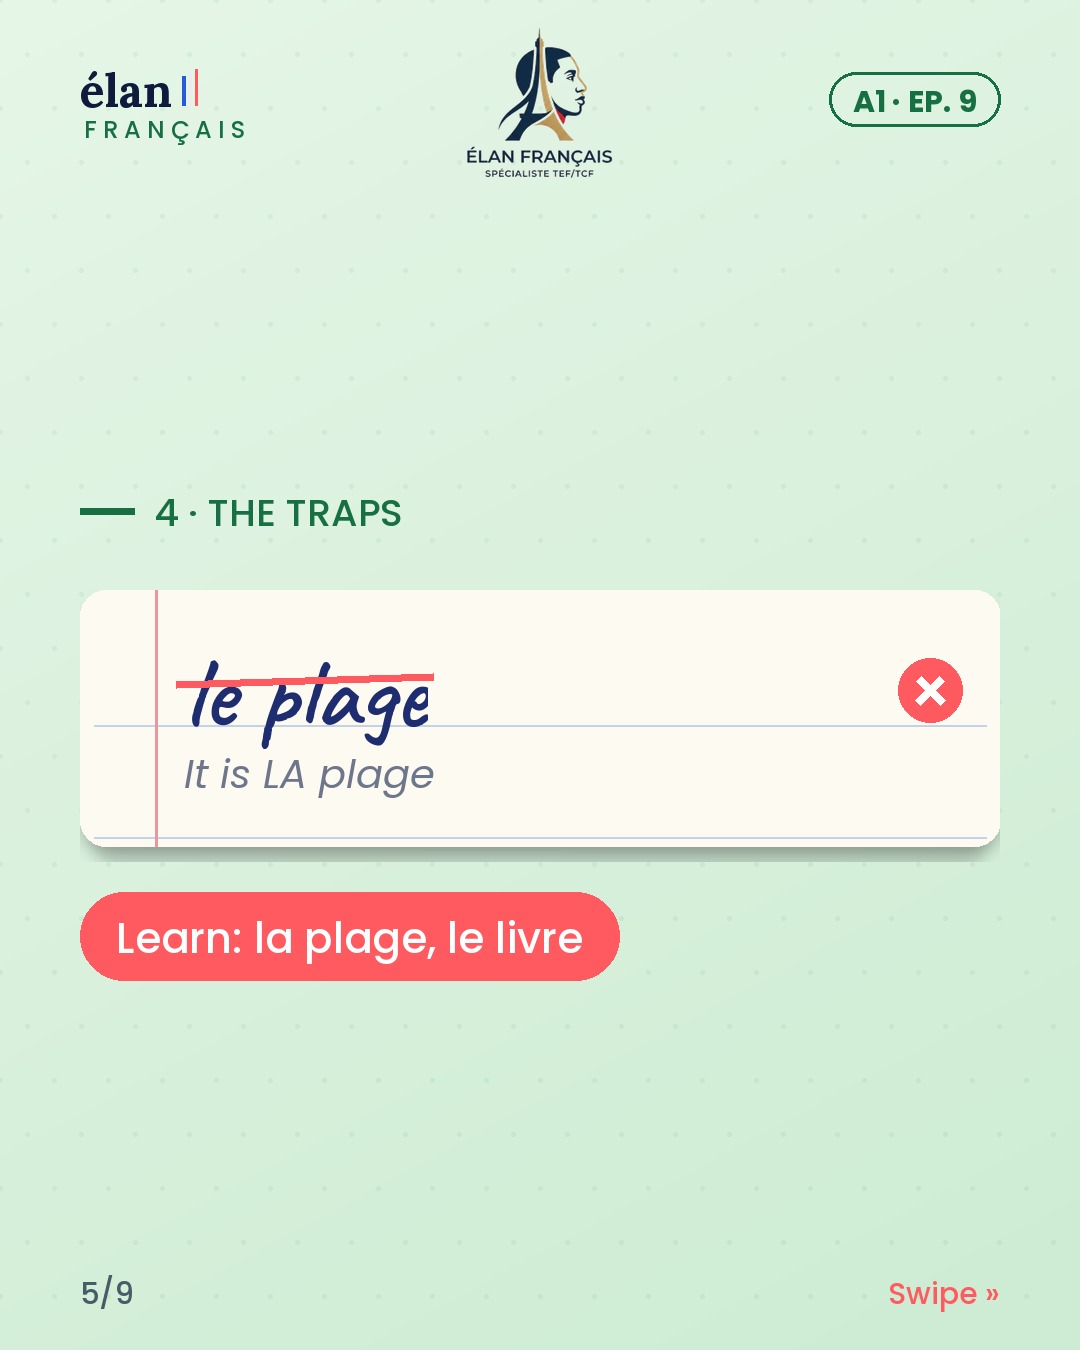 élan
FRANÇAIS
ÉLAN FRANÇAIS
SPÉCIALISTE TEF/TCF
A1 · EP. 9
4 · THE TRAPS
le plage
It is LA plage
Learn: la plage, le livre
5/9
Swipe »